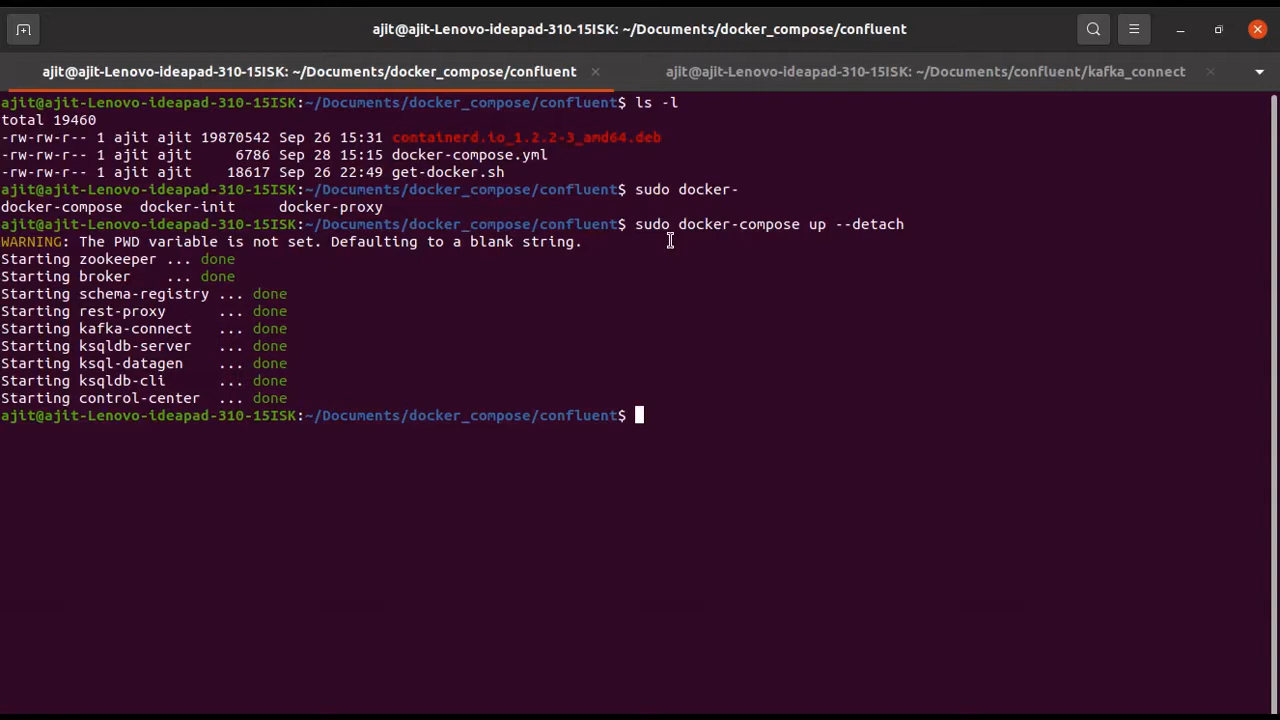 ajit@ajit-Lenovo-ideapad-310-15ISK: ~/Documents/docker_compose/confluent
ajit@ajit-Lenovo-ideapad-310-15ISK: ~/Documents/docker_compose/confluent
ajit@ajit-Lenovo-ideapad-310-15ISK: ~/Documents/confluent/kafka_connect
ajit@ajit-Lenovo-ideapad-310-15ISK:~/Documents/docker_compose/confluent$ ls -l
total 19460
-rw-rw-r-- 1 ajit ajit 19870542 Sep 26 15:31 containerd.io_1.2.2-3_amd64.deb
-rw-rw-r-- 1 ajit ajit     6786 Sep 28 15:15 docker-compose.yml
-rw-rw-r-- 1 ajit ajit    18617 Sep 26 22:49 get-docker.sh
ajit@ajit-Lenovo-ideapad-310-15ISK:~/Documents/docker_compose/confluent$ sudo docker-
docker-compose  docker-init     docker-proxy
ajit@ajit-Lenovo-ideapad-310-15ISK:~/Documents/docker_compose/confluent$ sudo docker-compose up --detach
WARNING: The PWD variable is not set. Defaulting to a blank string.
Starting zookeeper ... done
Starting broker    ... done
Starting schema-registry ... done
Starting rest-proxy      ... done
Starting kafka-connect   ... done
Starting ksqldb-server   ... done
Starting ksql-datagen    ... done
Starting ksqldb-cli      ... done
Starting control-center  ... done
ajit@ajit-Lenovo-ideapad-310-15ISK:~/Documents/docker_compose/confluent$